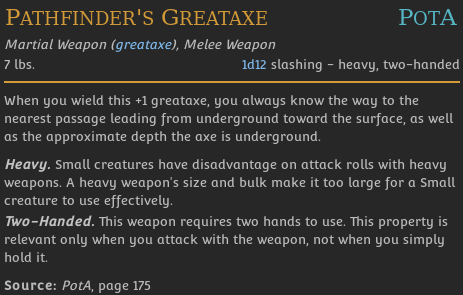 Pathfinder's Greataxe PotA
Martial Weapon (greataxe), Melee Weapon
7 lbs. 1d12 slashing - heavy, two-handed
When you wield this +1 greataxe, you always know the way to the
nearest passage leading from underground toward the surface, as well
as the approximate depth the axe is underground.
Heavy. Small creatures have disadvantage on attack rolls with heavy
weapons. A heavy weapon's size and bulk make it too large for a Small
creature to use effectively.
Two-Handed. This weapon requires two hands to use. This property is
relevant only when you attack with the weapon, not when you simply
hold it.
Source: PotA, page 175